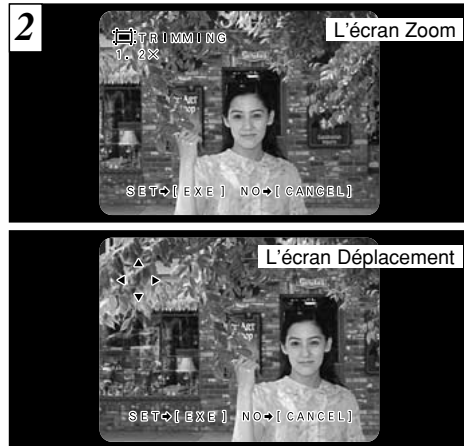 2
L'écran Zoom
TRIMMING
1. 2×
SET➔[EXE] NO➔[CANCEL]
L'écran Déplacement
SET➔[EXE] NO➔[CANCEL]